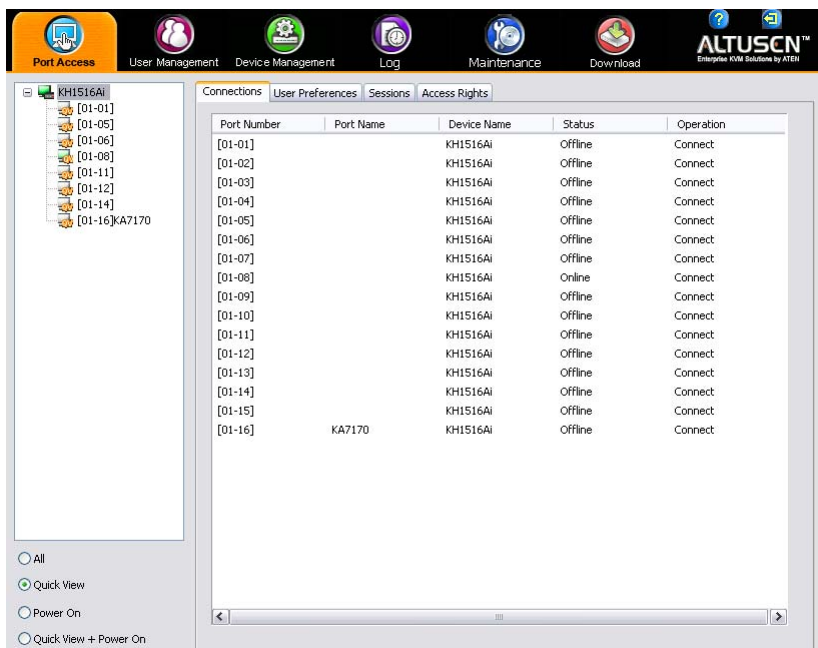 Port Access User Management Device Management Log Maintenance Download
ALTUSEN™
Enterprise KVM Solutions by ATEN
KH1516Ai
[01-01]
[01-05]
[01-06]
[01-08]
[01-11]
[01-12]
[01-14]
[01-16]KA7170
All
Quick View
Power On
Quick View + Power On
Connections User Preferences Sessions Access Rights
Port Number Port Name Device Name Status Operation
[01-01] KH1516Ai Offline Connect
[01-02] KH1516Ai Offline Connect
[01-03] KH1516Ai Offline Connect
[01-04] KH1516Ai Offline Connect
[01-05] KH1516Ai Offline Connect
[01-06] KH1516Ai Offline Connect
[01-07] KH1516Ai Offline Connect
[01-08] KH1516Ai Online Connect
[01-09] KH1516Ai Offline Connect
[01-10] KH1516Ai Offline Connect
[01-11] KH1516Ai Offline Connect
[01-12] KH1516Ai Offline Connect
[01-13] KH1516Ai Offline Connect
[01-14] KH1516Ai Offline Connect
[01-15] KH1516Ai Offline Connect
[01-16] KA7170 KH1516Ai Offline Connect